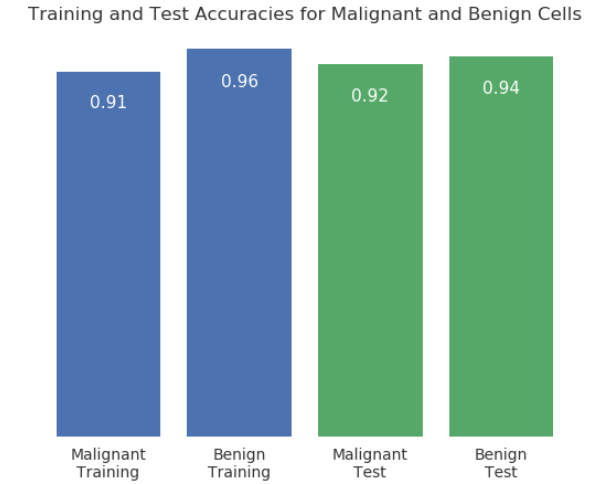 Training and Test Accuracies for Malignant and Benign Cells
0.91
0.96
0.92
0.94
Malignant
Training
Benign
Training
Malignant
Test
Benign
Test